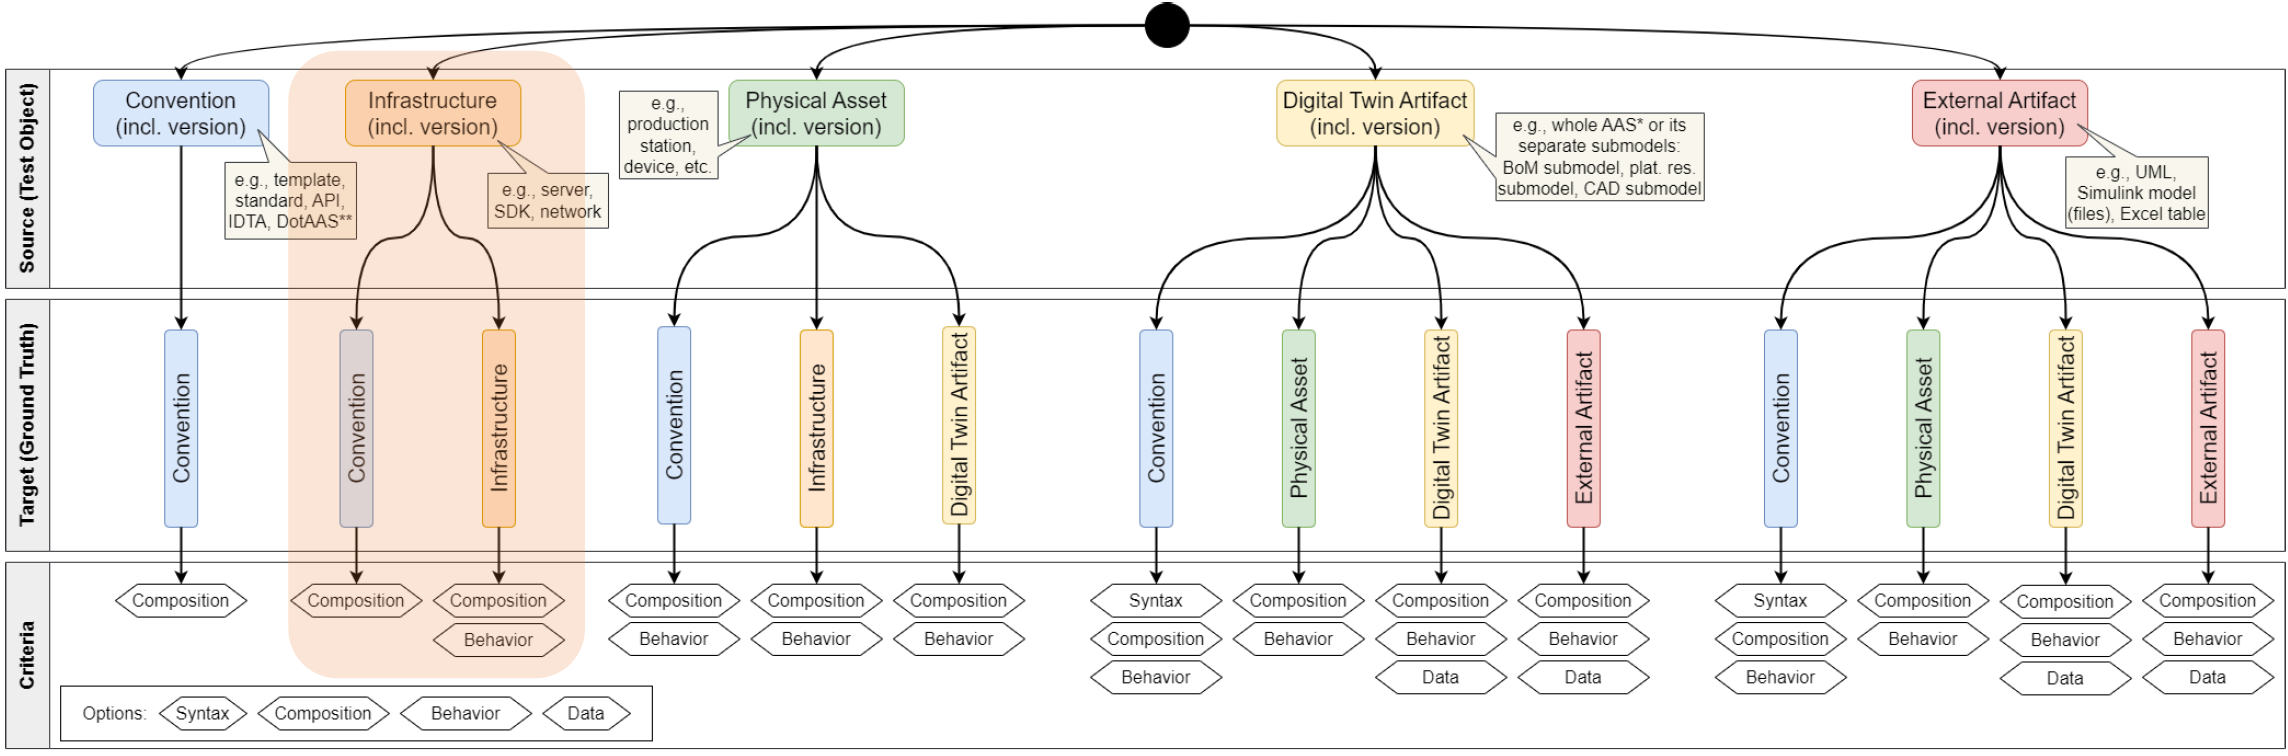 Source (Test Object)
Convention
(incl. version)
e.g., template,
standard, API,
IDTA, DotAAS**
Infrastructure
(incl. version)
e.g., server,
SDK, network
e.g.,
production
station,
device, etc.
Physical Asset
(incl. version)
Digital Twin Artifact
(incl. version)
e.g., whole AAS* or its
separate submodels:
BoM submodel, plat. res.
submodel, CAD submodel
External Artifact
(incl. version)
e.g., UML,
Simulink model
(files), Excel table
Target (Ground Truth)
Convention
Convention
Infrastructure
Convention
Infrastructure
Digital Twin Artifact
Convention
Physical Asset
Digital Twin Artifact
External Artifact
Convention
Physical Asset
Digital Twin Artifact
External Artifact
Criteria
Composition
Composition
Composition
Behavior
Composition
Behavior
Composition
Behavior
Composition
Behavior
Syntax
Composition
Behavior
Composition
Behavior
Composition
Behavior
Data
Composition
Behavior
Data
Syntax
Composition
Behavior
Composition
Behavior
Composition
Behavior
Data
Composition
Behavior
Data
Options: Syntax Composition Behavior Data